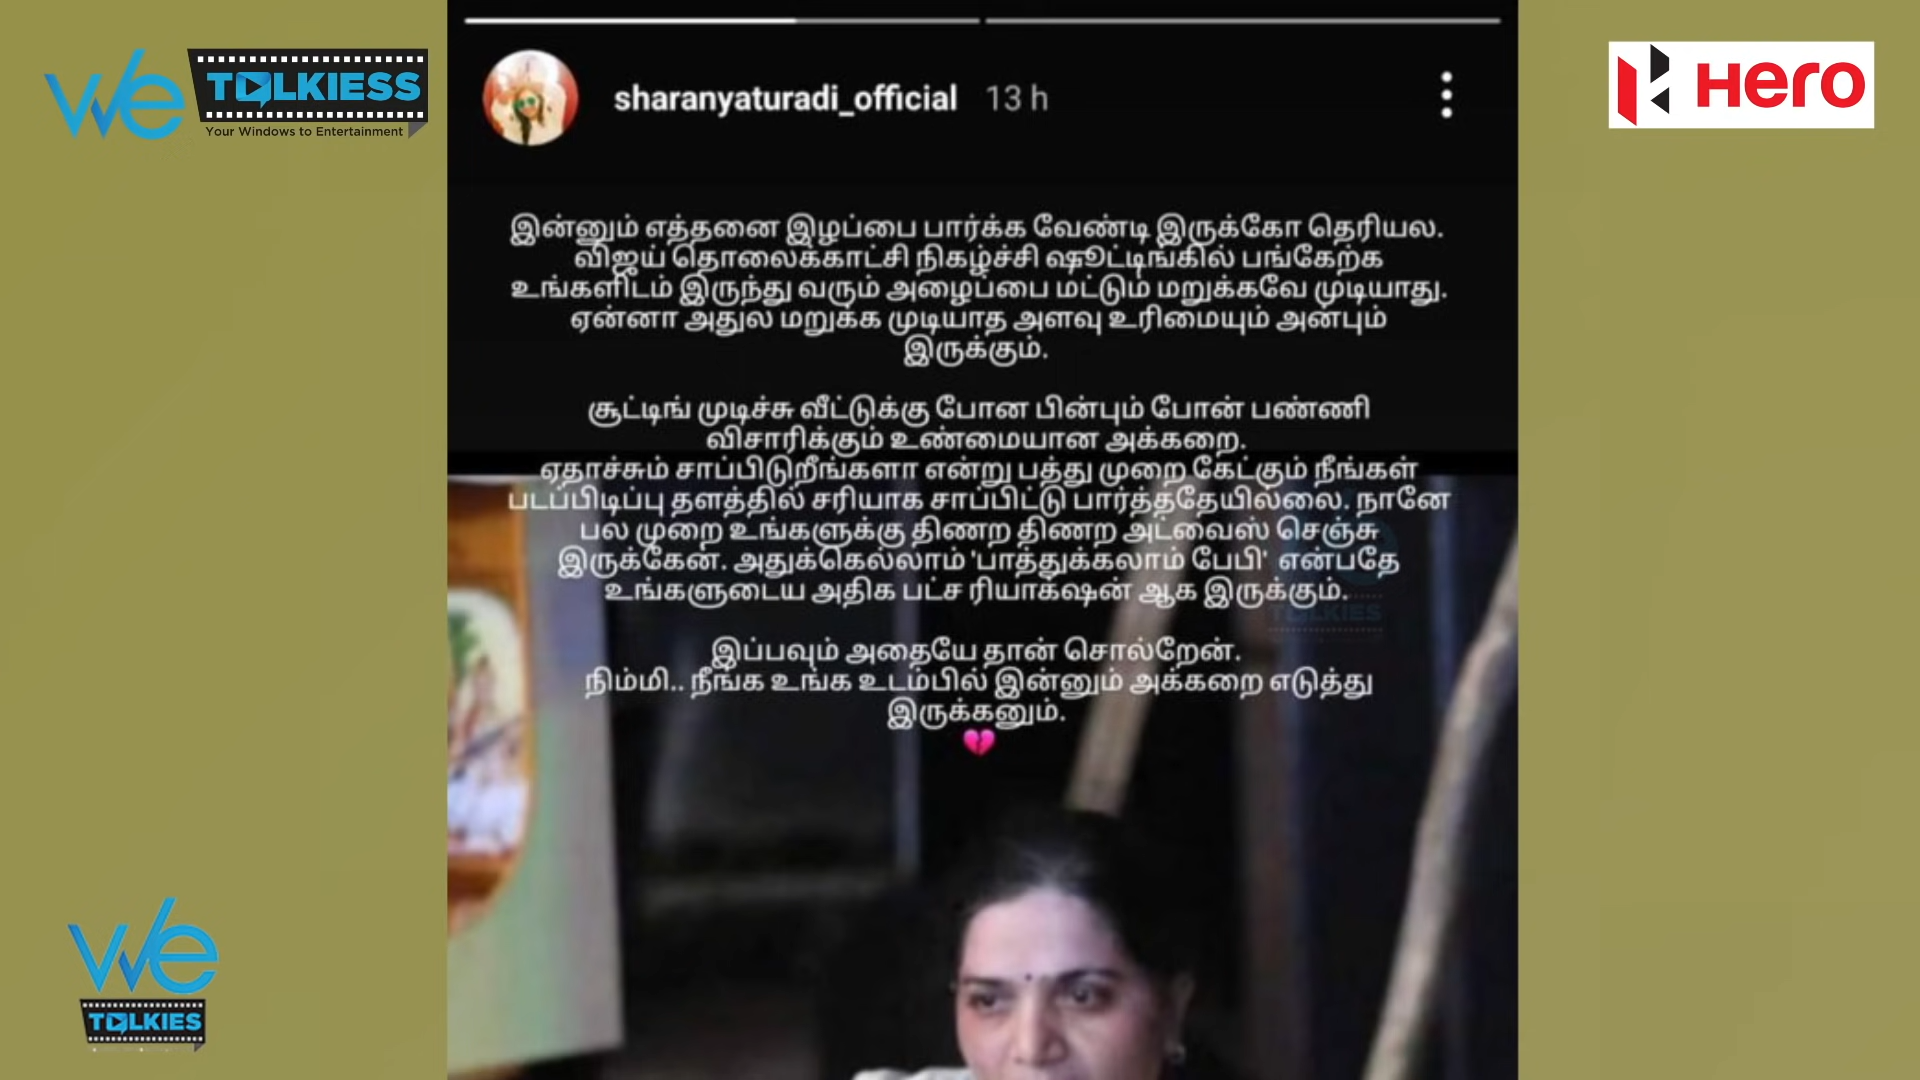 we TALKIESS
Your Windows to Entertainment
Hero
sharanyaturadi_official 13 h
இன்னும் எத்தனை இழப்பை பார்க்க வேண்டி இருக்கோ தெரியல.
விஜய் தொலைக்காட்சி நிகழ்ச்சி ஷூட்டிங்கில் பங்கேற்க
உங்களிடம் இருந்து வரும் அழைப்பை மட்டும் மறுக்கவே முடியாது.
ஏன்னா அதுல மறுக்க முடியாத அளவு உரிமையும் அன்பும்
இருக்கும்.
சூட்டிங் முடிச்சு வீட்டுக்கு போன பின்பும் போன் பண்ணி
விசாரிக்கும் உண்மையான அக்கறை.
ஏதாச்சும் சாப்பிடுறீங்களா என்று பத்து முறை கேட்கும் நீங்கள்
படப்பிடிப்பு தளத்தில் சரியாக சாப்பிட்டு பார்த்ததேயில்லை. நானே
பல முறை உங்களுக்கு திணற திணற அட்வைஸ் செஞ்சு
இருக்கேன். அதுக்கெல்லாம் 'பாத்துக்கலாம் பேபி' என்பதே
உங்களுடைய அதிக பட்ச ரியாக்ஷன் ஆக இருக்கும்.
TALKIES
இப்பவும் அதையே தான் சொல்றேன்.
நிம்மி.. நீங்க உங்க உடம்பில் இன்னும் அக்கறை எடுத்து
இருக்கனும்.
💔
we
TALKIES